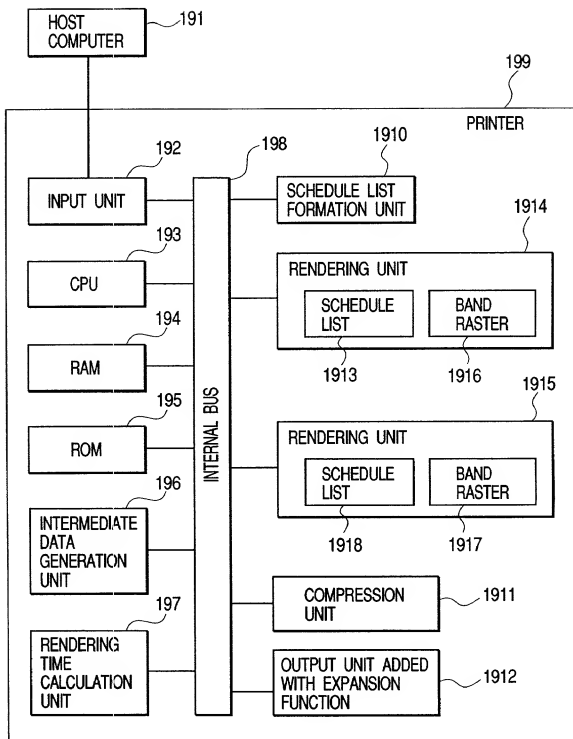 HOST
COMPUTER
191
199
PRINTER
192
INPUT UNIT
193
CPU
194
RAM
195
ROM
196
INTERMEDIATE
DATA
GENERATION
UNIT
197
RENDERING
TIME
CALCULATION
UNIT
198
INTERNAL BUS
1910
SCHEDULE LIST
FORMATION UNIT
1914
RENDERING UNIT
SCHEDULE
LIST
1913
BAND
RASTER
1916
1915
RENDERING UNIT
SCHEDULE
LIST
1918
BAND
RASTER
1917
COMPRESSION
UNIT
1911
OUTPUT UNIT ADDED
WITH EXPANSION
FUNCTION
1912